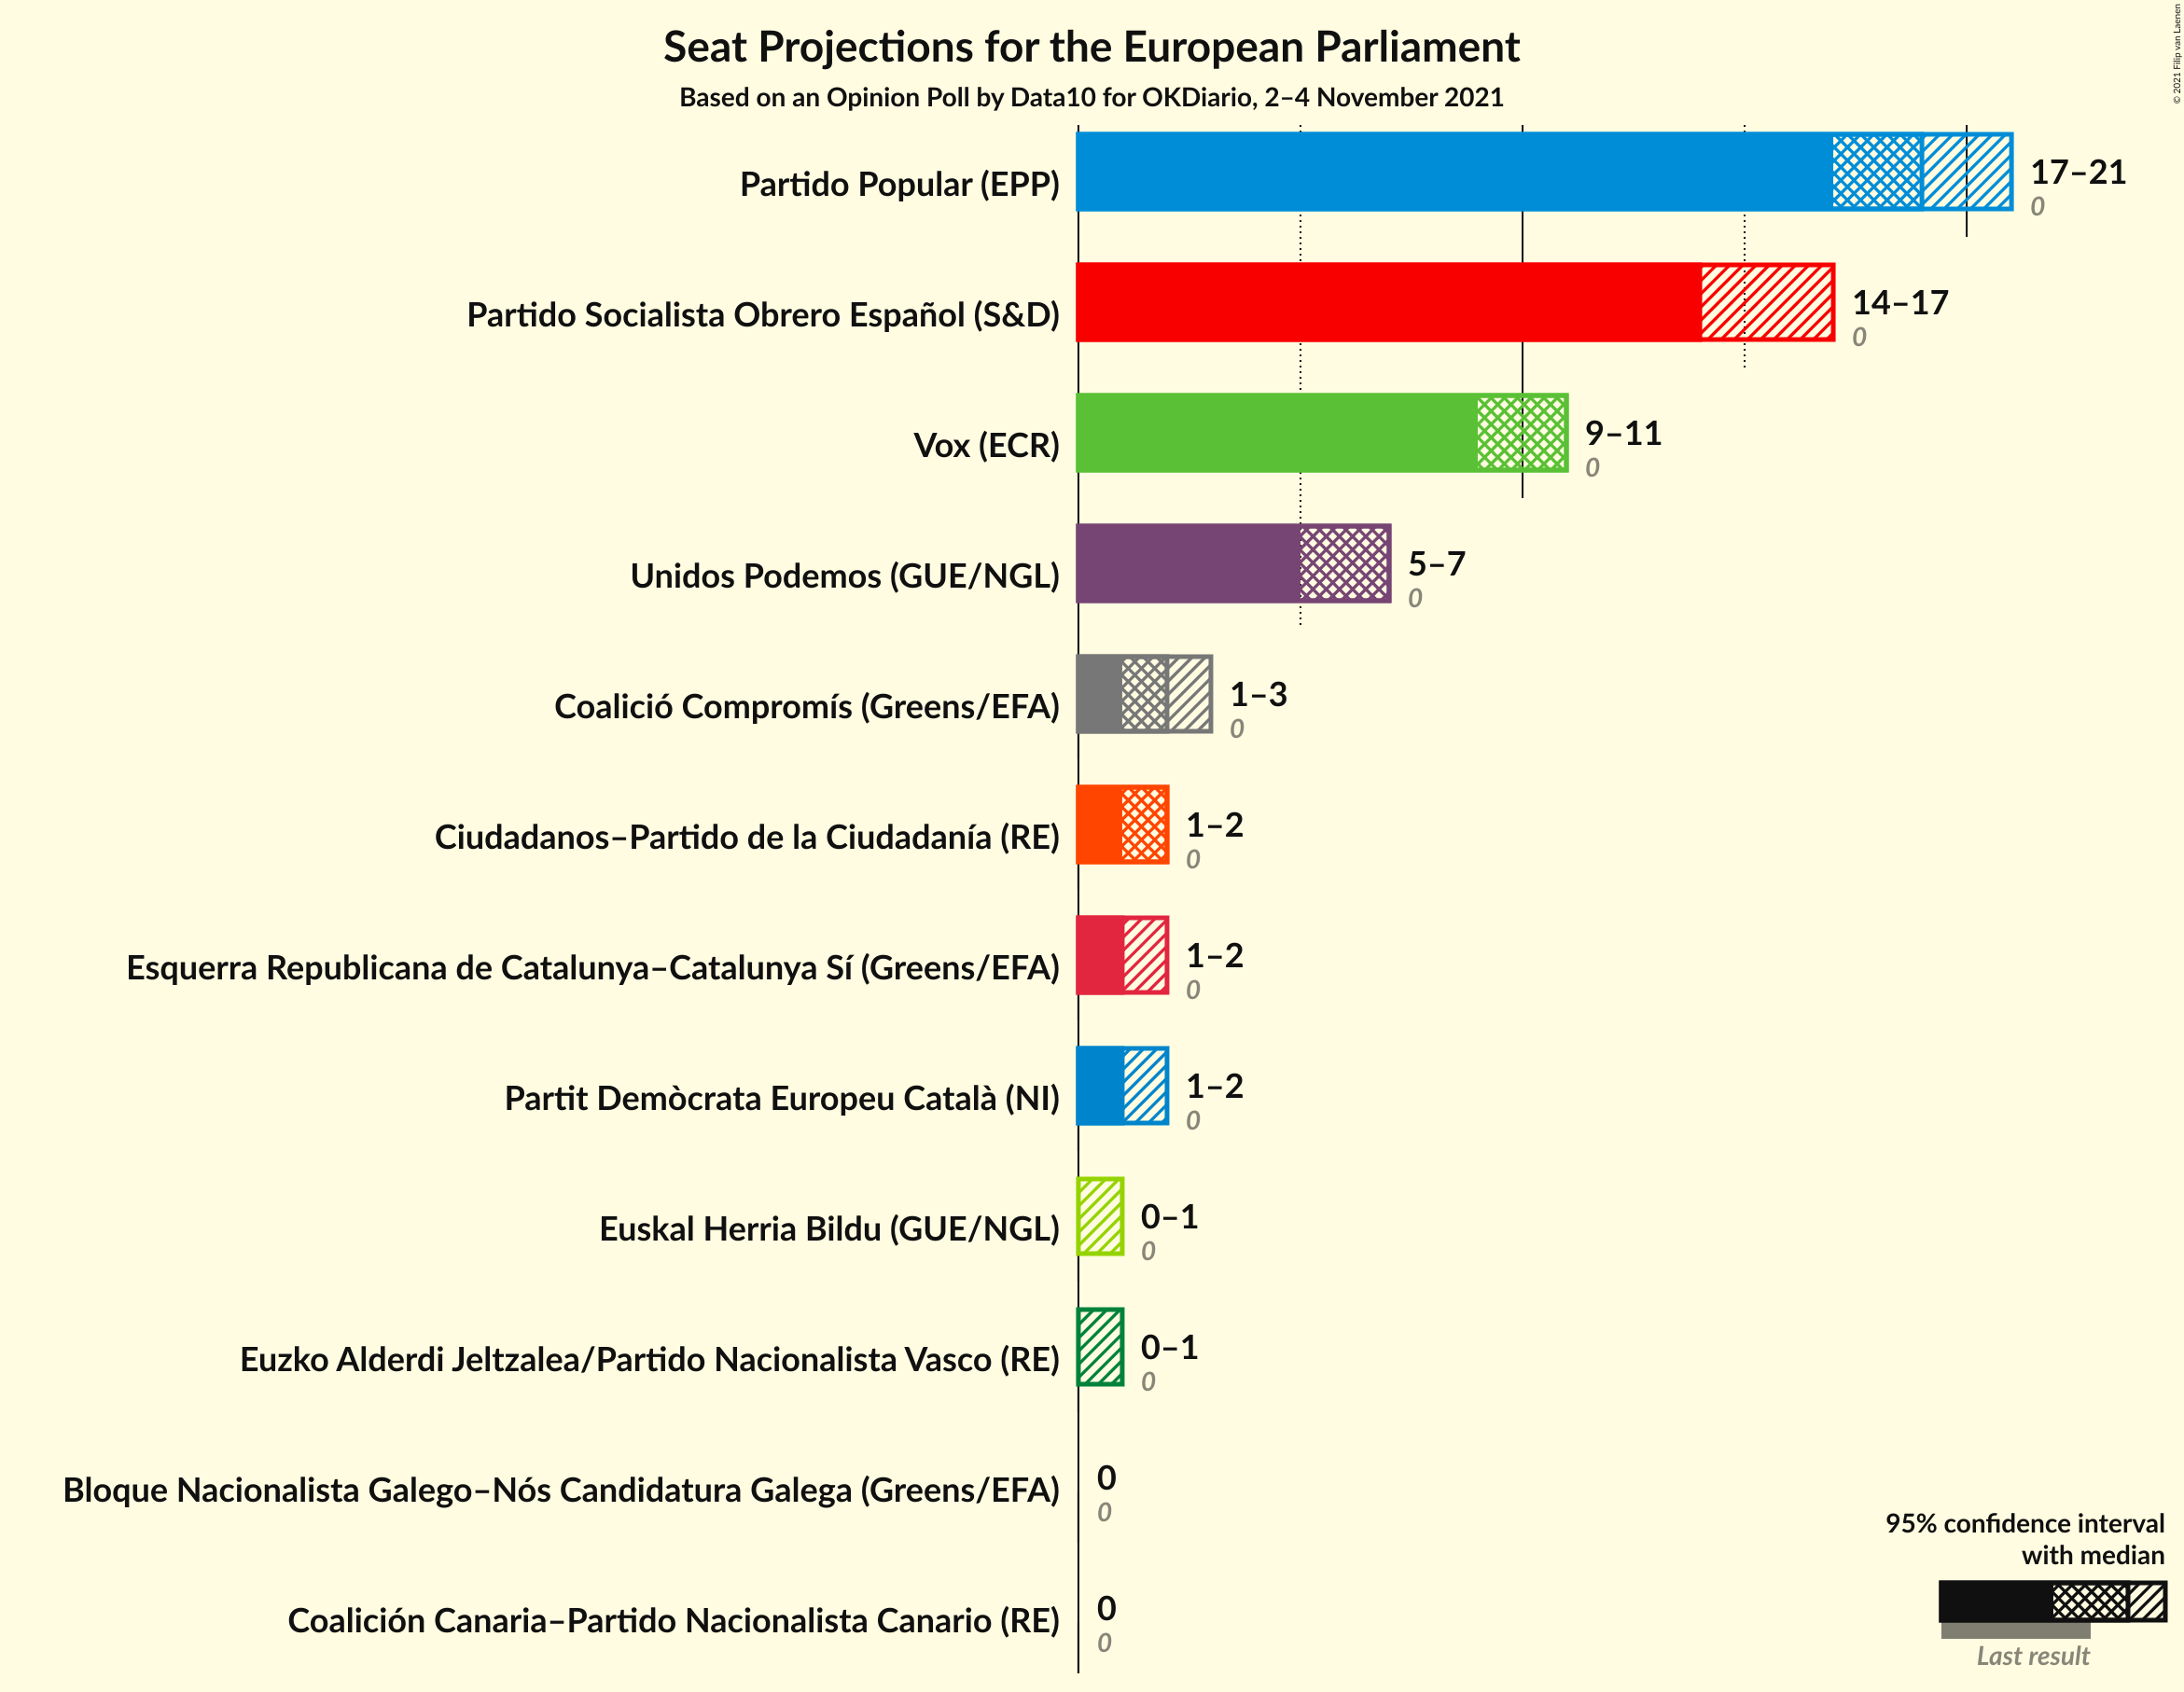 Seat Projections for the European Parliament
Based on an Opinion Poll by Data10 for OKDiario, 2–4 November 2021
© 2021 Filip van Laenen
Partido Popular (EPP)
17–21
0
Partido Socialista Obrero Español (S&D)
14–17
0
Vox (ECR)
9–11
0
Unidos Podemos (GUE/NGL)
5–7
0
Coalició Compromís (Greens/EFA)
1–3
0
Ciudadanos–Partido de la Ciudadanía (RE)
1–2
0
Esquerra Republicana de Catalunya–Catalunya Sí (Greens/EFA)
1–2
0
Partit Demòcrata Europeu Català (NI)
1–2
0
Euskal Herria Bildu (GUE/NGL)
0–1
0
Euzko Alderdi Jeltzalea/Partido Nacionalista Vasco (RE)
0–1
0
Bloque Nacionalista Galego–Nós Candidatura Galega (Greens/EFA)
0
0
Coalición Canaria–Partido Nacionalista Canario (RE)
0
0
95% confidence interval
with median
Last result